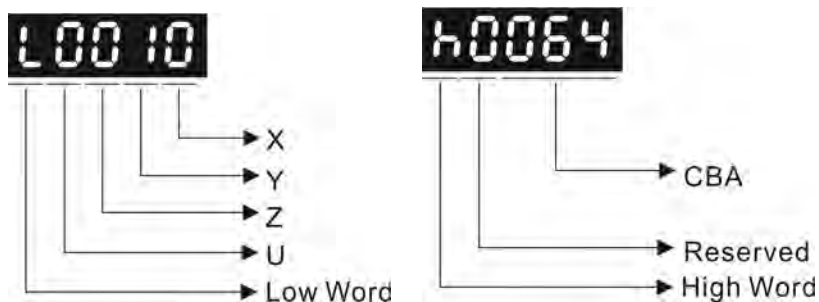 L0010
X
Y
Z
U
Low Word
h0064
CBA
Reserved
High Word